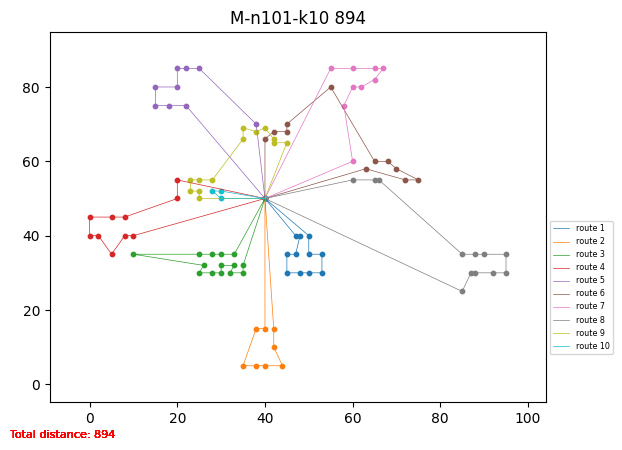 M-n101-k10 894
80
60
40
20
0
0 20 40 60 80 100
route 1
route 2
route 3
route 4
route 5
route 6
route 7
route 8
route 9
route 10
Total distance: 894